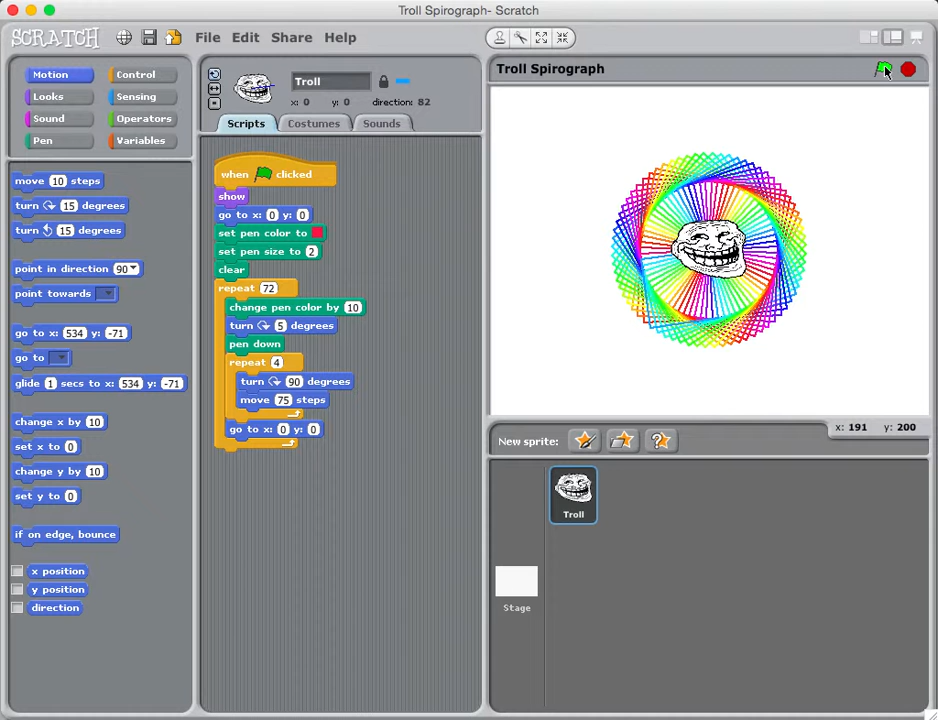 Troll Spirograph- Scratch
SCRATCH File Edit Share Help
Motion Control
Looks Sensing
Sound Operators
Pen Variables
Troll
x: 0 y: 0 direction: 82
Scripts Costumes Sounds
move 10 steps
turn 15 degrees
turn 15 degrees
point in direction 90
point towards
go to x: 534 y: -71
go to
glide 1 secs to x: 534 y: -71
change x by 10
set x to 0
change y by 10
set y to 0
if on edge, bounce
x position
y position
direction
when clicked
show
go to x: 0 y: 0
set pen color to
set pen size to 2
clear
repeat 72
change pen color by 10
turn 5 degrees
pen down
repeat 4
turn 90 degrees
move 75 steps
go to x: 0 y: 0
Troll Spirograph
x: 191 y: 200
New sprite:
Troll
Stage